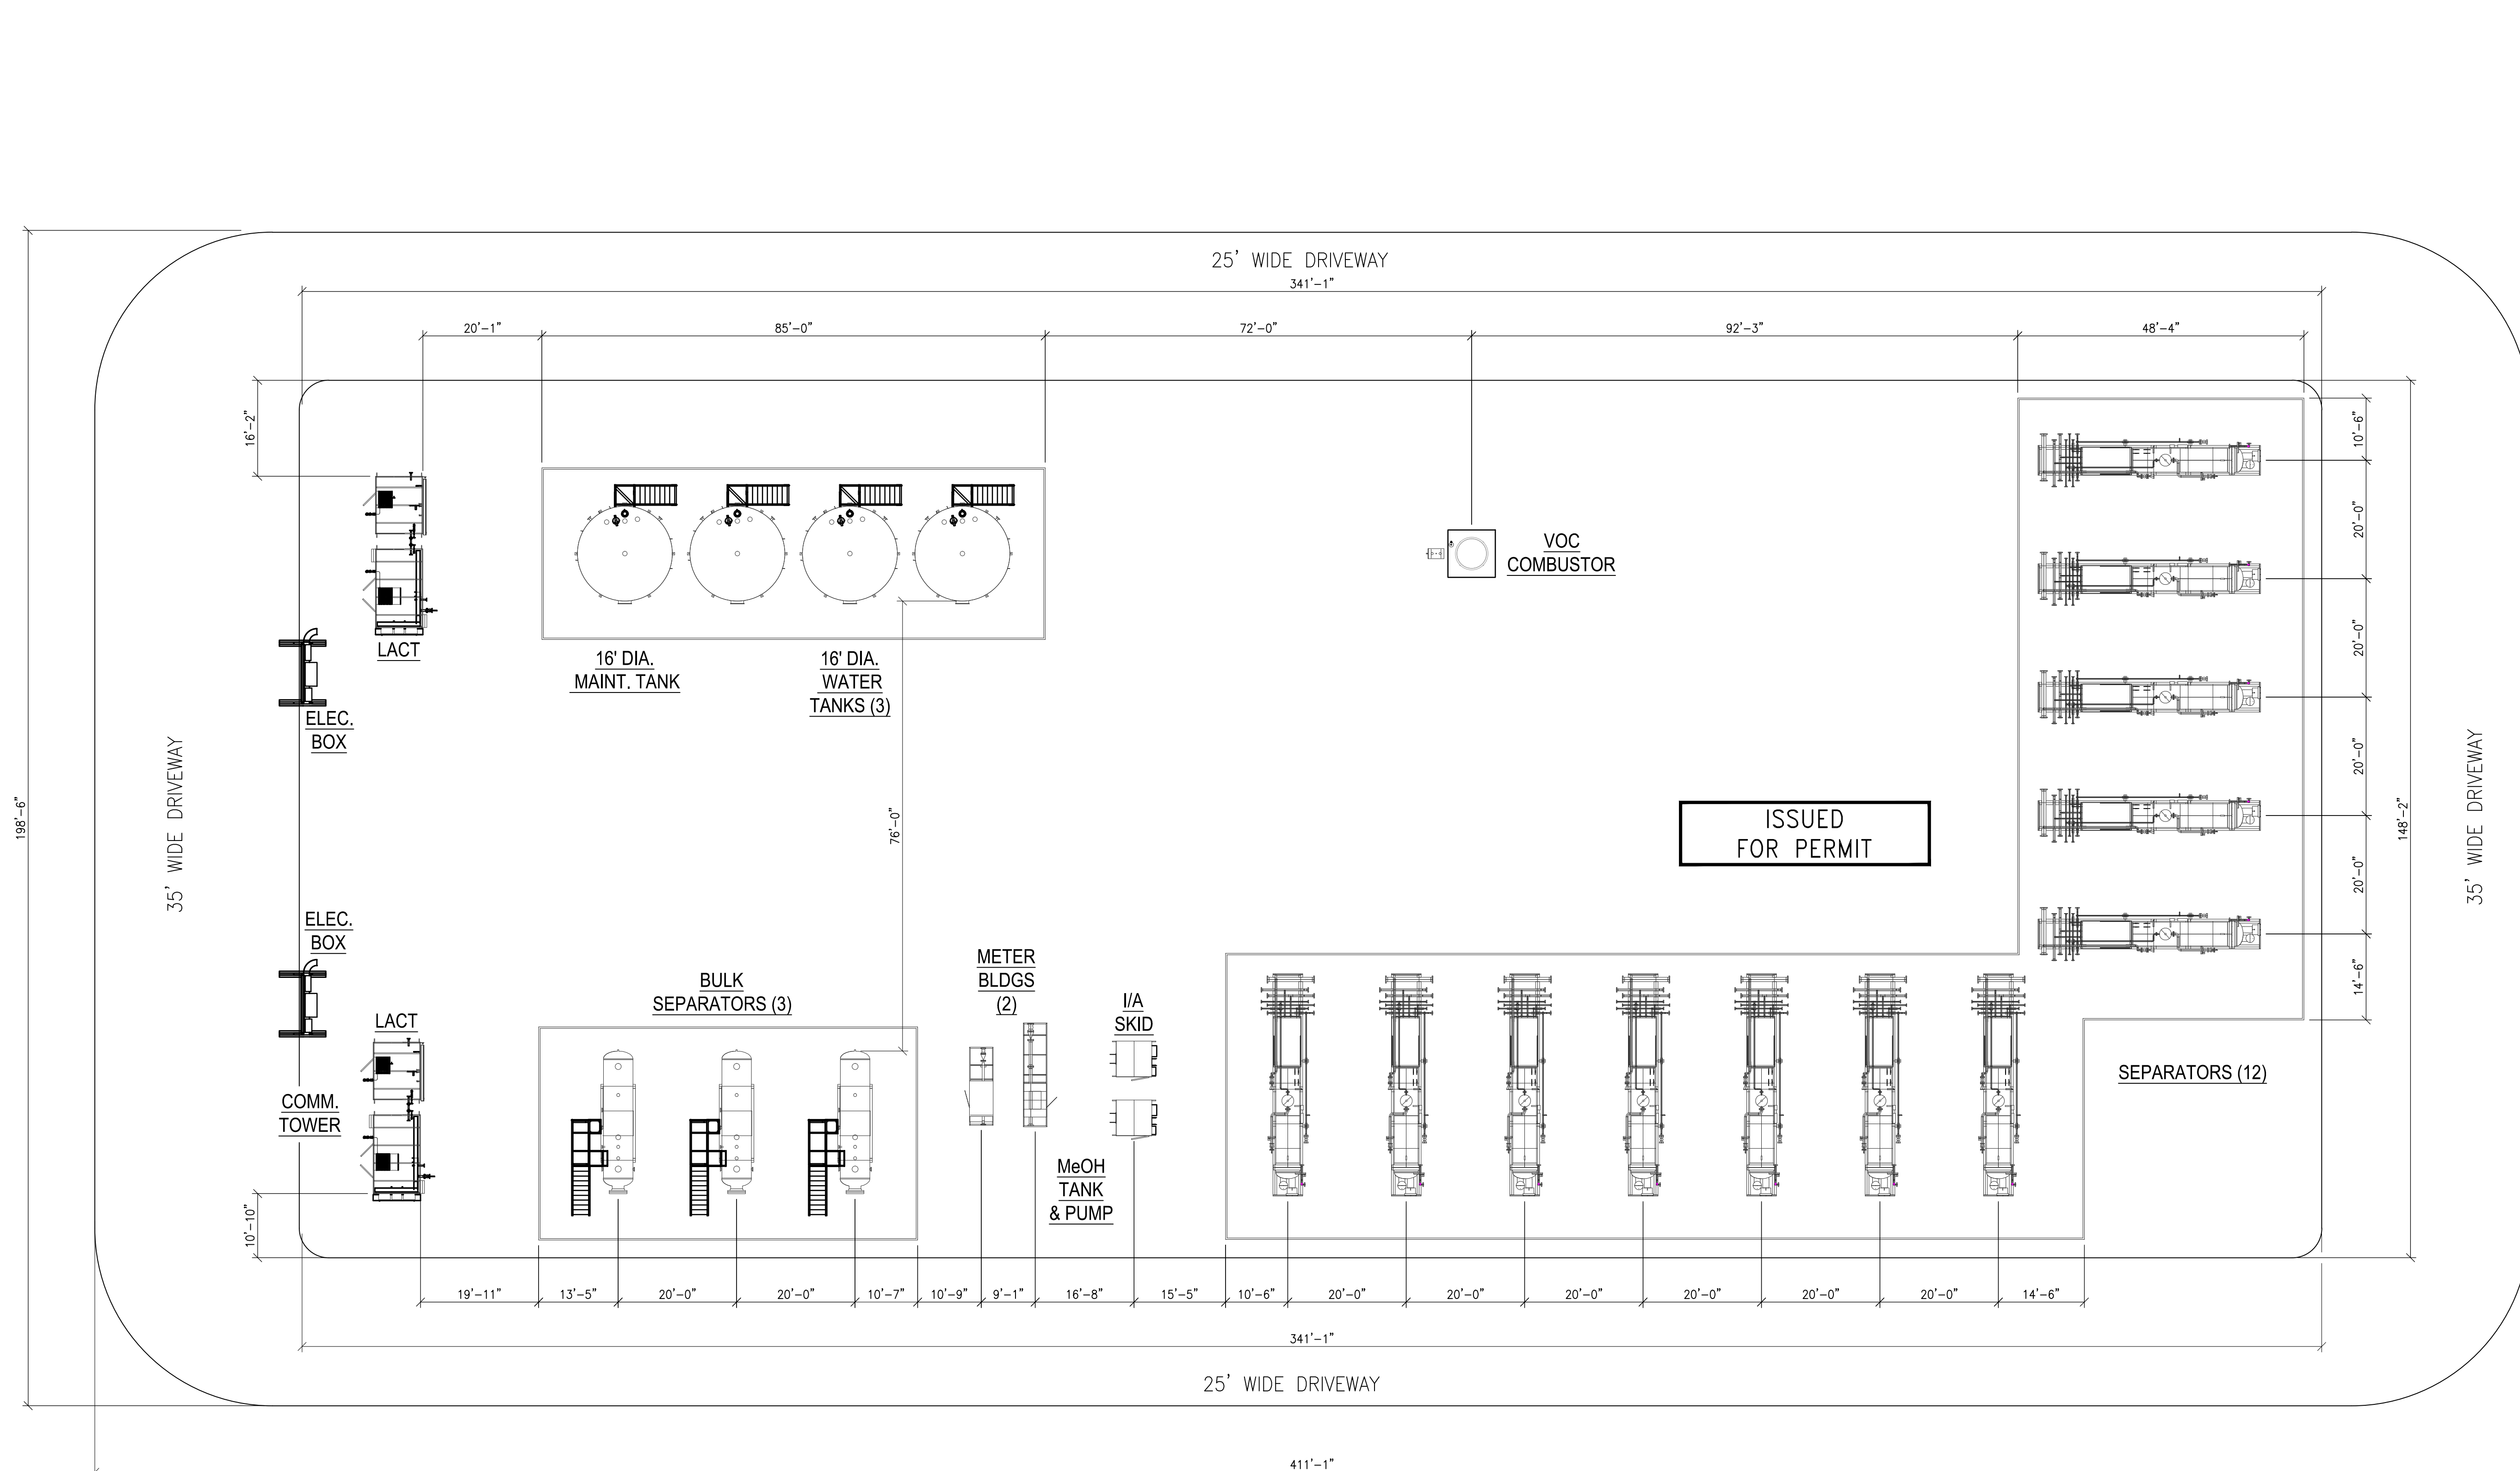 25' WIDE DRIVEWAY
341'-1"
20'-1"
85'-0"
72'-0"
92'-3"
48'-4"
16'-2"
10'-6"
20'-0"
20'-0"
20'-0"
20'-0"
14'-6"
148'-2"
198'-6"
35' WIDE DRIVEWAY
35' WIDE DRIVEWAY
VOC
COMBUSTOR
LACT
16' DIA.
MAINT. TANK
16' DIA.
WATER
TANKS (3)
ELEC.
BOX
76'-0"
ISSUED
FOR PERMIT
ELEC.
BOX
LACT
COMM.
TOWER
BULK
SEPARATORS (3)
METER
BLDGS
(2)
I/A
SKID
MeOH
TANK
& PUMP
SEPARATORS (12)
10'-10"
19'-11"
13'-5"
20'-0"
20'-0"
10'-7"
10'-9"
9'-1"
16'-8"
15'-5"
10'-6"
20'-0"
20'-0"
20'-0"
20'-0"
20'-0"
20'-0"
14'-6"
341'-1"
25' WIDE DRIVEWAY
411'-1"